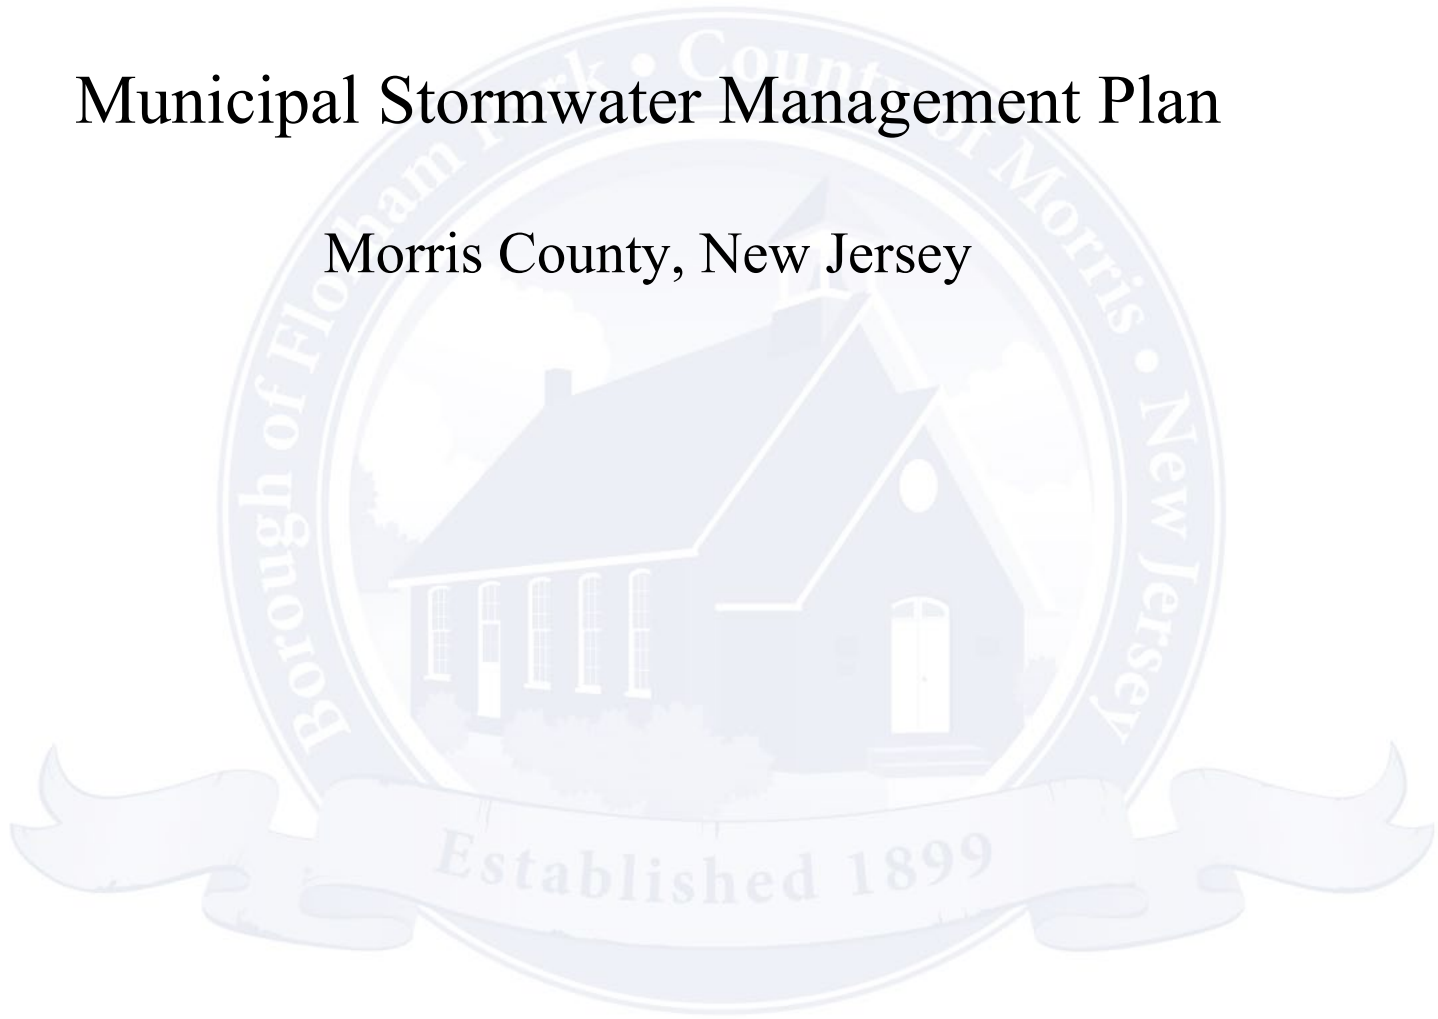 Municipal Stormwater Management Plan
Morris County, New Jersey
Borough of Florham Park • County of Morris • New Jersey
Established 1899